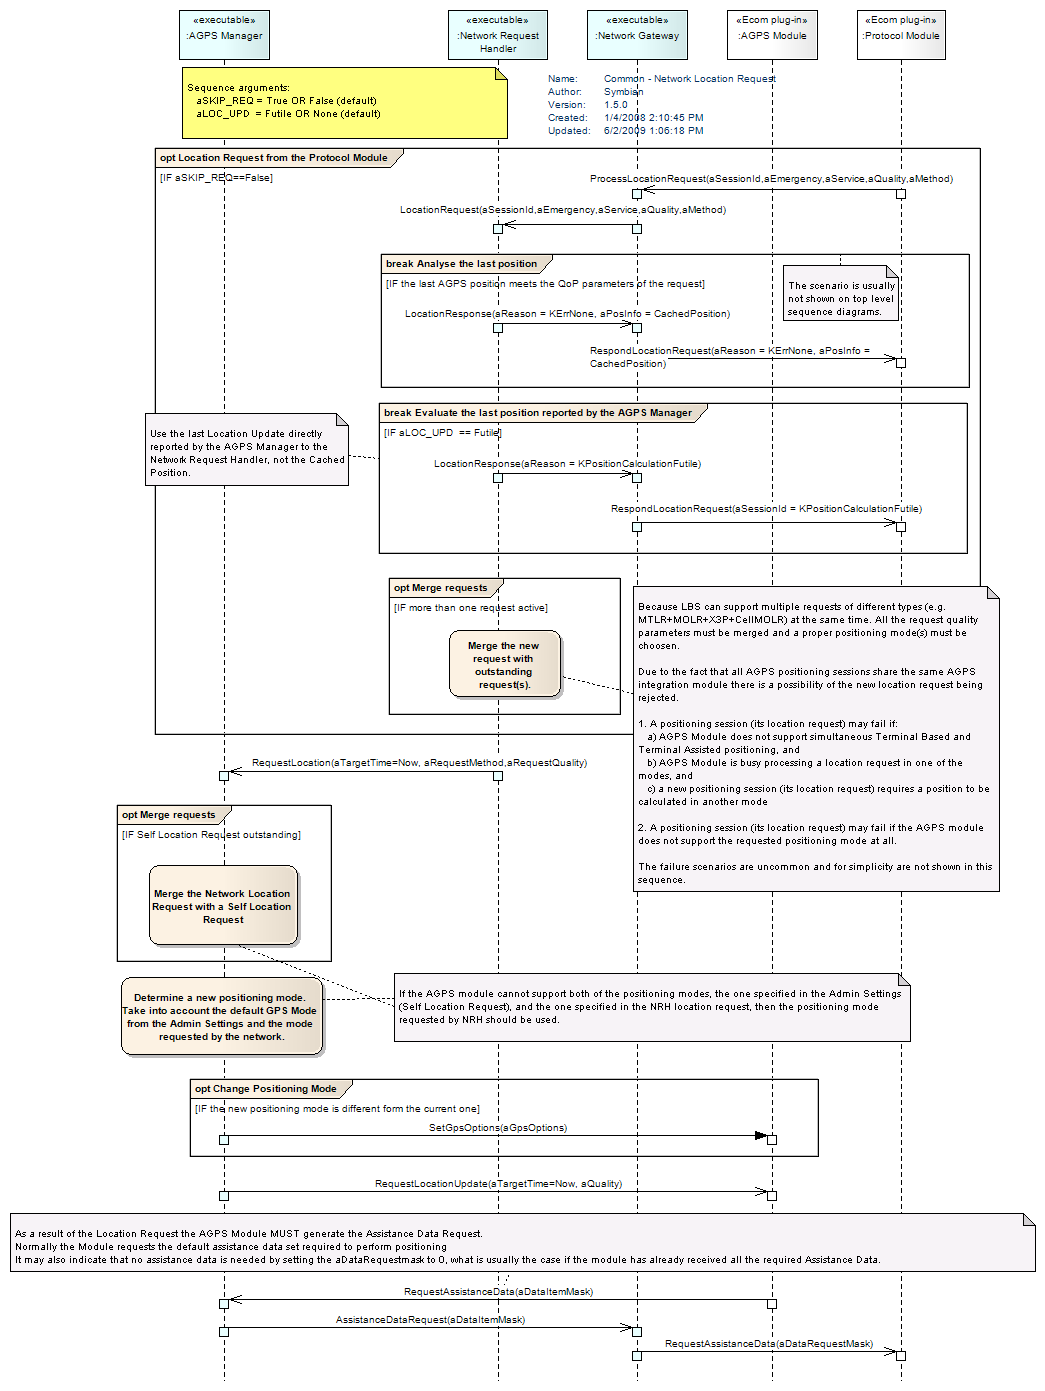 «executable»
:AGPS Manager
«executable»
:Network Request
Handler
«executable»
:Network Gateway
«Ecom plug-in»
:AGPS Module
«Ecom plug-in»
:Protocol Module
Sequence arguments:
aSKIP_REQ = True OR False (default)
aLOC_UPD = Futile OR None (default)
Name: Common - Network Location Request
Author: Symbian
Version: 1.5.0
Created: 1/4/2008 2:10:45 PM
Updated: 6/2/2009 1:06:18 PM
opt Location Request from the Protocol Module
[IF aSKIP_REQ==False]
ProcessLocationRequest(aSessionId,aEmergency,aService,aQuality,aMethod)
LocationRequest(aSessionId,aEmergency,aService,aQuality,aMethod)
break Analyse the last position
[IF the last AGPS position meets the QoP parameters of the request]
The scenario is usually
not shown on top level
sequence diagrams.
LocationResponse(aReason = KErrNone, aPosInfo = CachedPosition)
RespondLocationRequest(aReason = KErrNone, aPosInfo =
CachedPosition)
break Evaluate the last position reported by the AGPS Manager
[IF aLOC_UPD == Futile]
Use the last Location Update directly
reported by the AGPS Manager to the
Network Request Handler, not the Cached
Position.
LocationResponse(aReason = KPositionCalculationFutile)
RespondLocationRequest(aSessionId = KPositionCalculationFutile)
opt Merge requests
[IF more than one request active]
Merge the new
request with
outstanding
request(s).
Because LBS can support multiple requests of different types (e.g.
MTLR+MOLR+X3P+CellMOLR) at the same time. All the request quality
parameters must be merged and a proper positioning mode(s) must be
choosen.
Due to the fact that all AGPS positioning sessions share the same AGPS
integration module there is a possibility of the new location request being
rejected.
1. A positioning session (its location request) may fail if:
a) AGPS Module does not support simultaneous Terminal Based and
Terminal Assisted positioning, and
b) AGPS Module is busy processing a location request in one of the
modes, and
c) a new positioning session (its location request) requires a position to be
calculated in another mode
2. A positioning session (its location request) may fail if the AGPS module
does not support the requested positioning mode at all.
The failure scenarios are uncommon and for simplicity are not shown in this
sequence.
RequestLocation(aTargetTime=Now, aRequestMethod,aRequestQuality)
opt Merge requests
[IF Self Location Request outstanding]
Merge the Network Location
Request with a Self Location
Request
Determine a new positioning mode.
Take into account the default GPS Mode
from the Admin Settings and the mode
requested by the network.
If the AGPS module cannot support both of the positioning modes, the one specified in the Admin Settings
(Self Location Request), and the one specified in the NRH location request, then the positioning mode
requested by NRH should be used.
opt Change Positioning Mode
[IF the new positioning mode is different form the current one]
SetGpsOptions(aGpsOptions)
RequestLocationUpdate(aTargetTime=Now, aQuality)
As a result of the Location Request the AGPS Module MUST generate the Assistance Data Request.
Normally the Module requests the default assistance data set required to perform positioning
It may also indicate that no assistance data is needed by setting the aDataRequestmask to 0, what is usually the case if the module has already received all the required Assistance Data.
RequestAssistanceData(aDataItemMask)
AssistanceDataRequest(aDataItemMask)
RequestAssistanceData(aDataRequestMask)